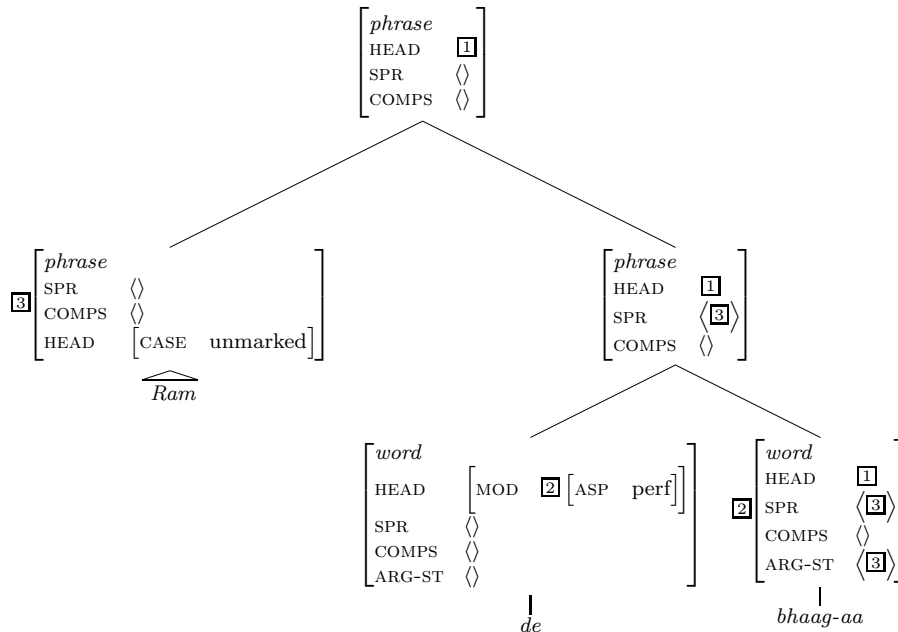 phrase
HEAD 1
SPR ⟨⟩
COMPS ⟨⟩
3
phrase
SPR ⟨⟩
COMPS ⟨⟩
HEAD [CASE unmarked]
Ram
phrase
HEAD 1
SPR ⟨3⟩
COMPS ⟨⟩
word
HEAD [MOD 2 [ASP perf]]
SPR ⟨⟩
COMPS ⟨⟩
ARG-ST ⟨⟩
de
2
word
HEAD 1
SPR ⟨3⟩
COMPS ⟨⟩
ARG-ST ⟨3⟩
bhaag-aa